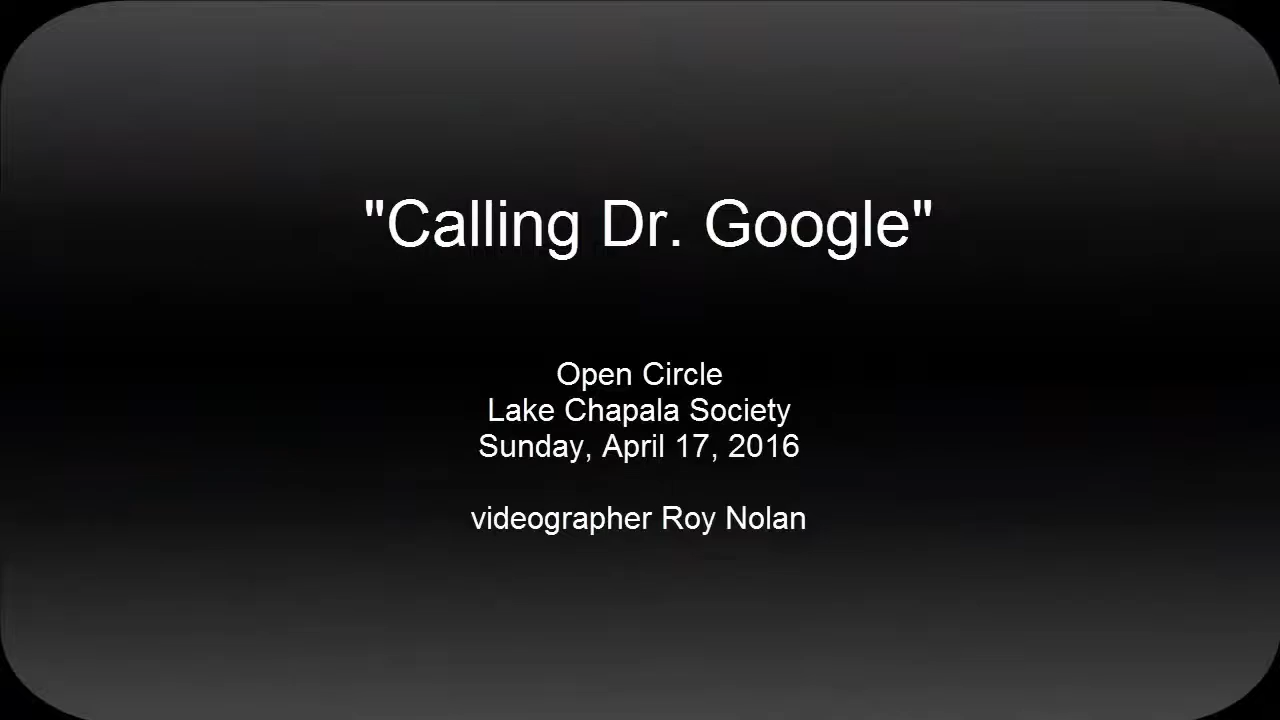 "Calling Dr. Google"
Open Circle
Lake Chapala Society
Sunday, April 17, 2016
videographer Roy Nolan